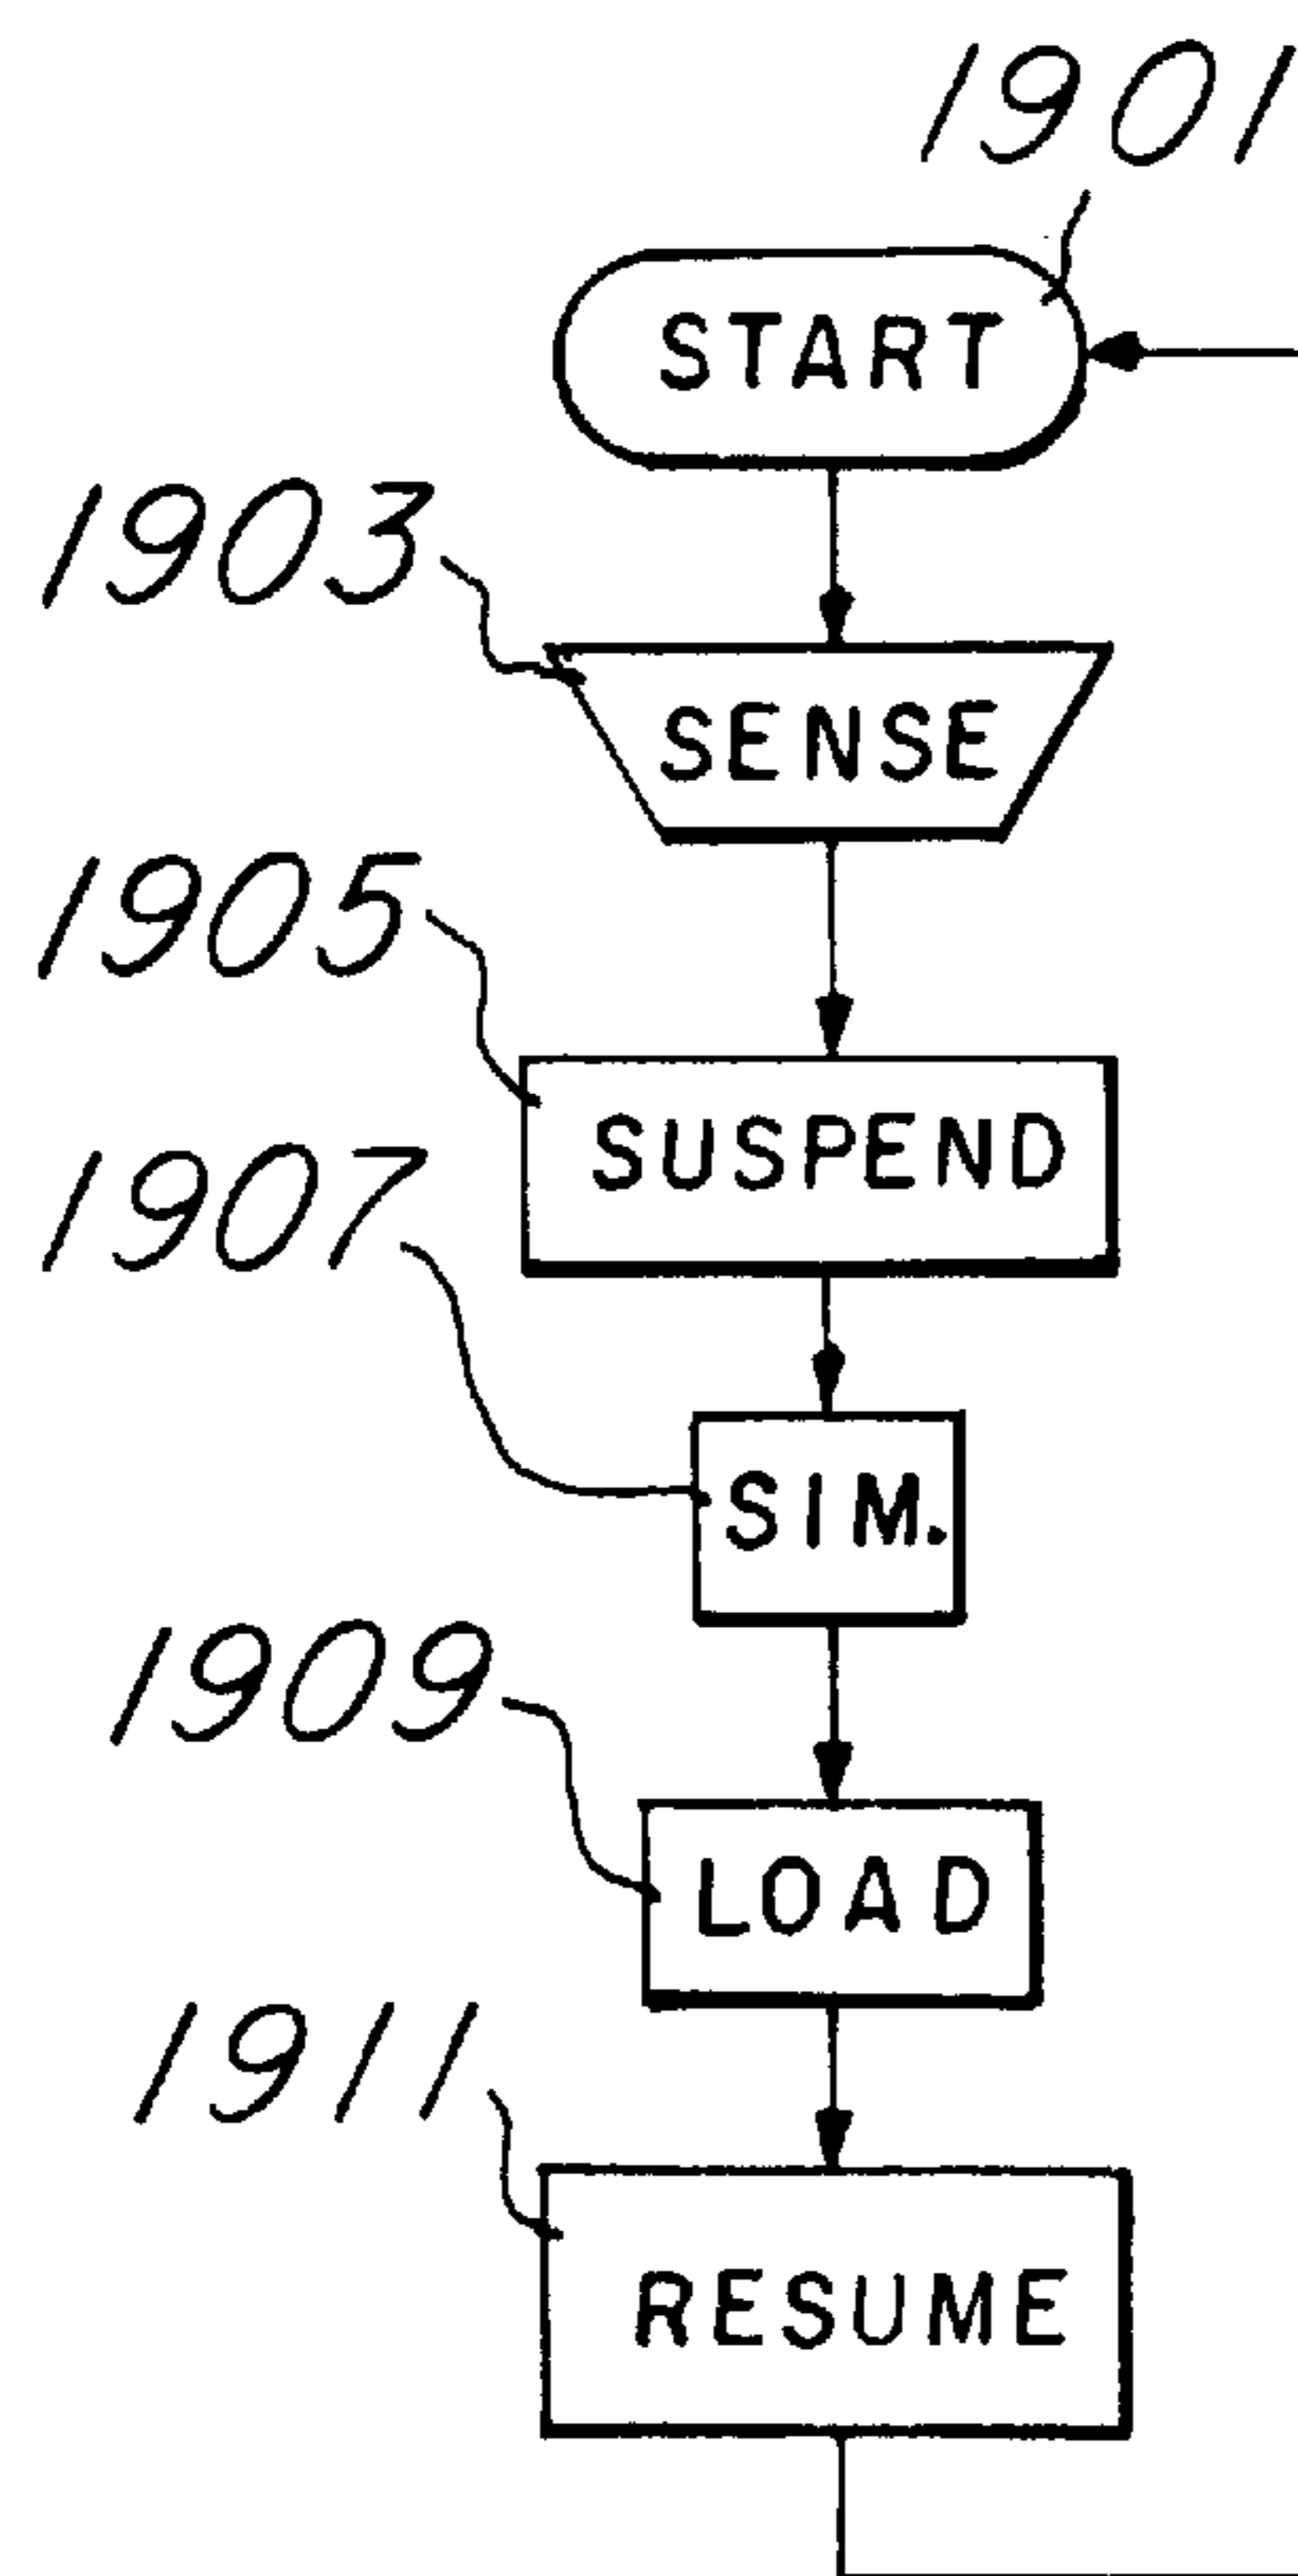 1901
START
1903
SENSE
1905
SUSPEND
1907
SIM.
1909
LOAD
1911
RESUME